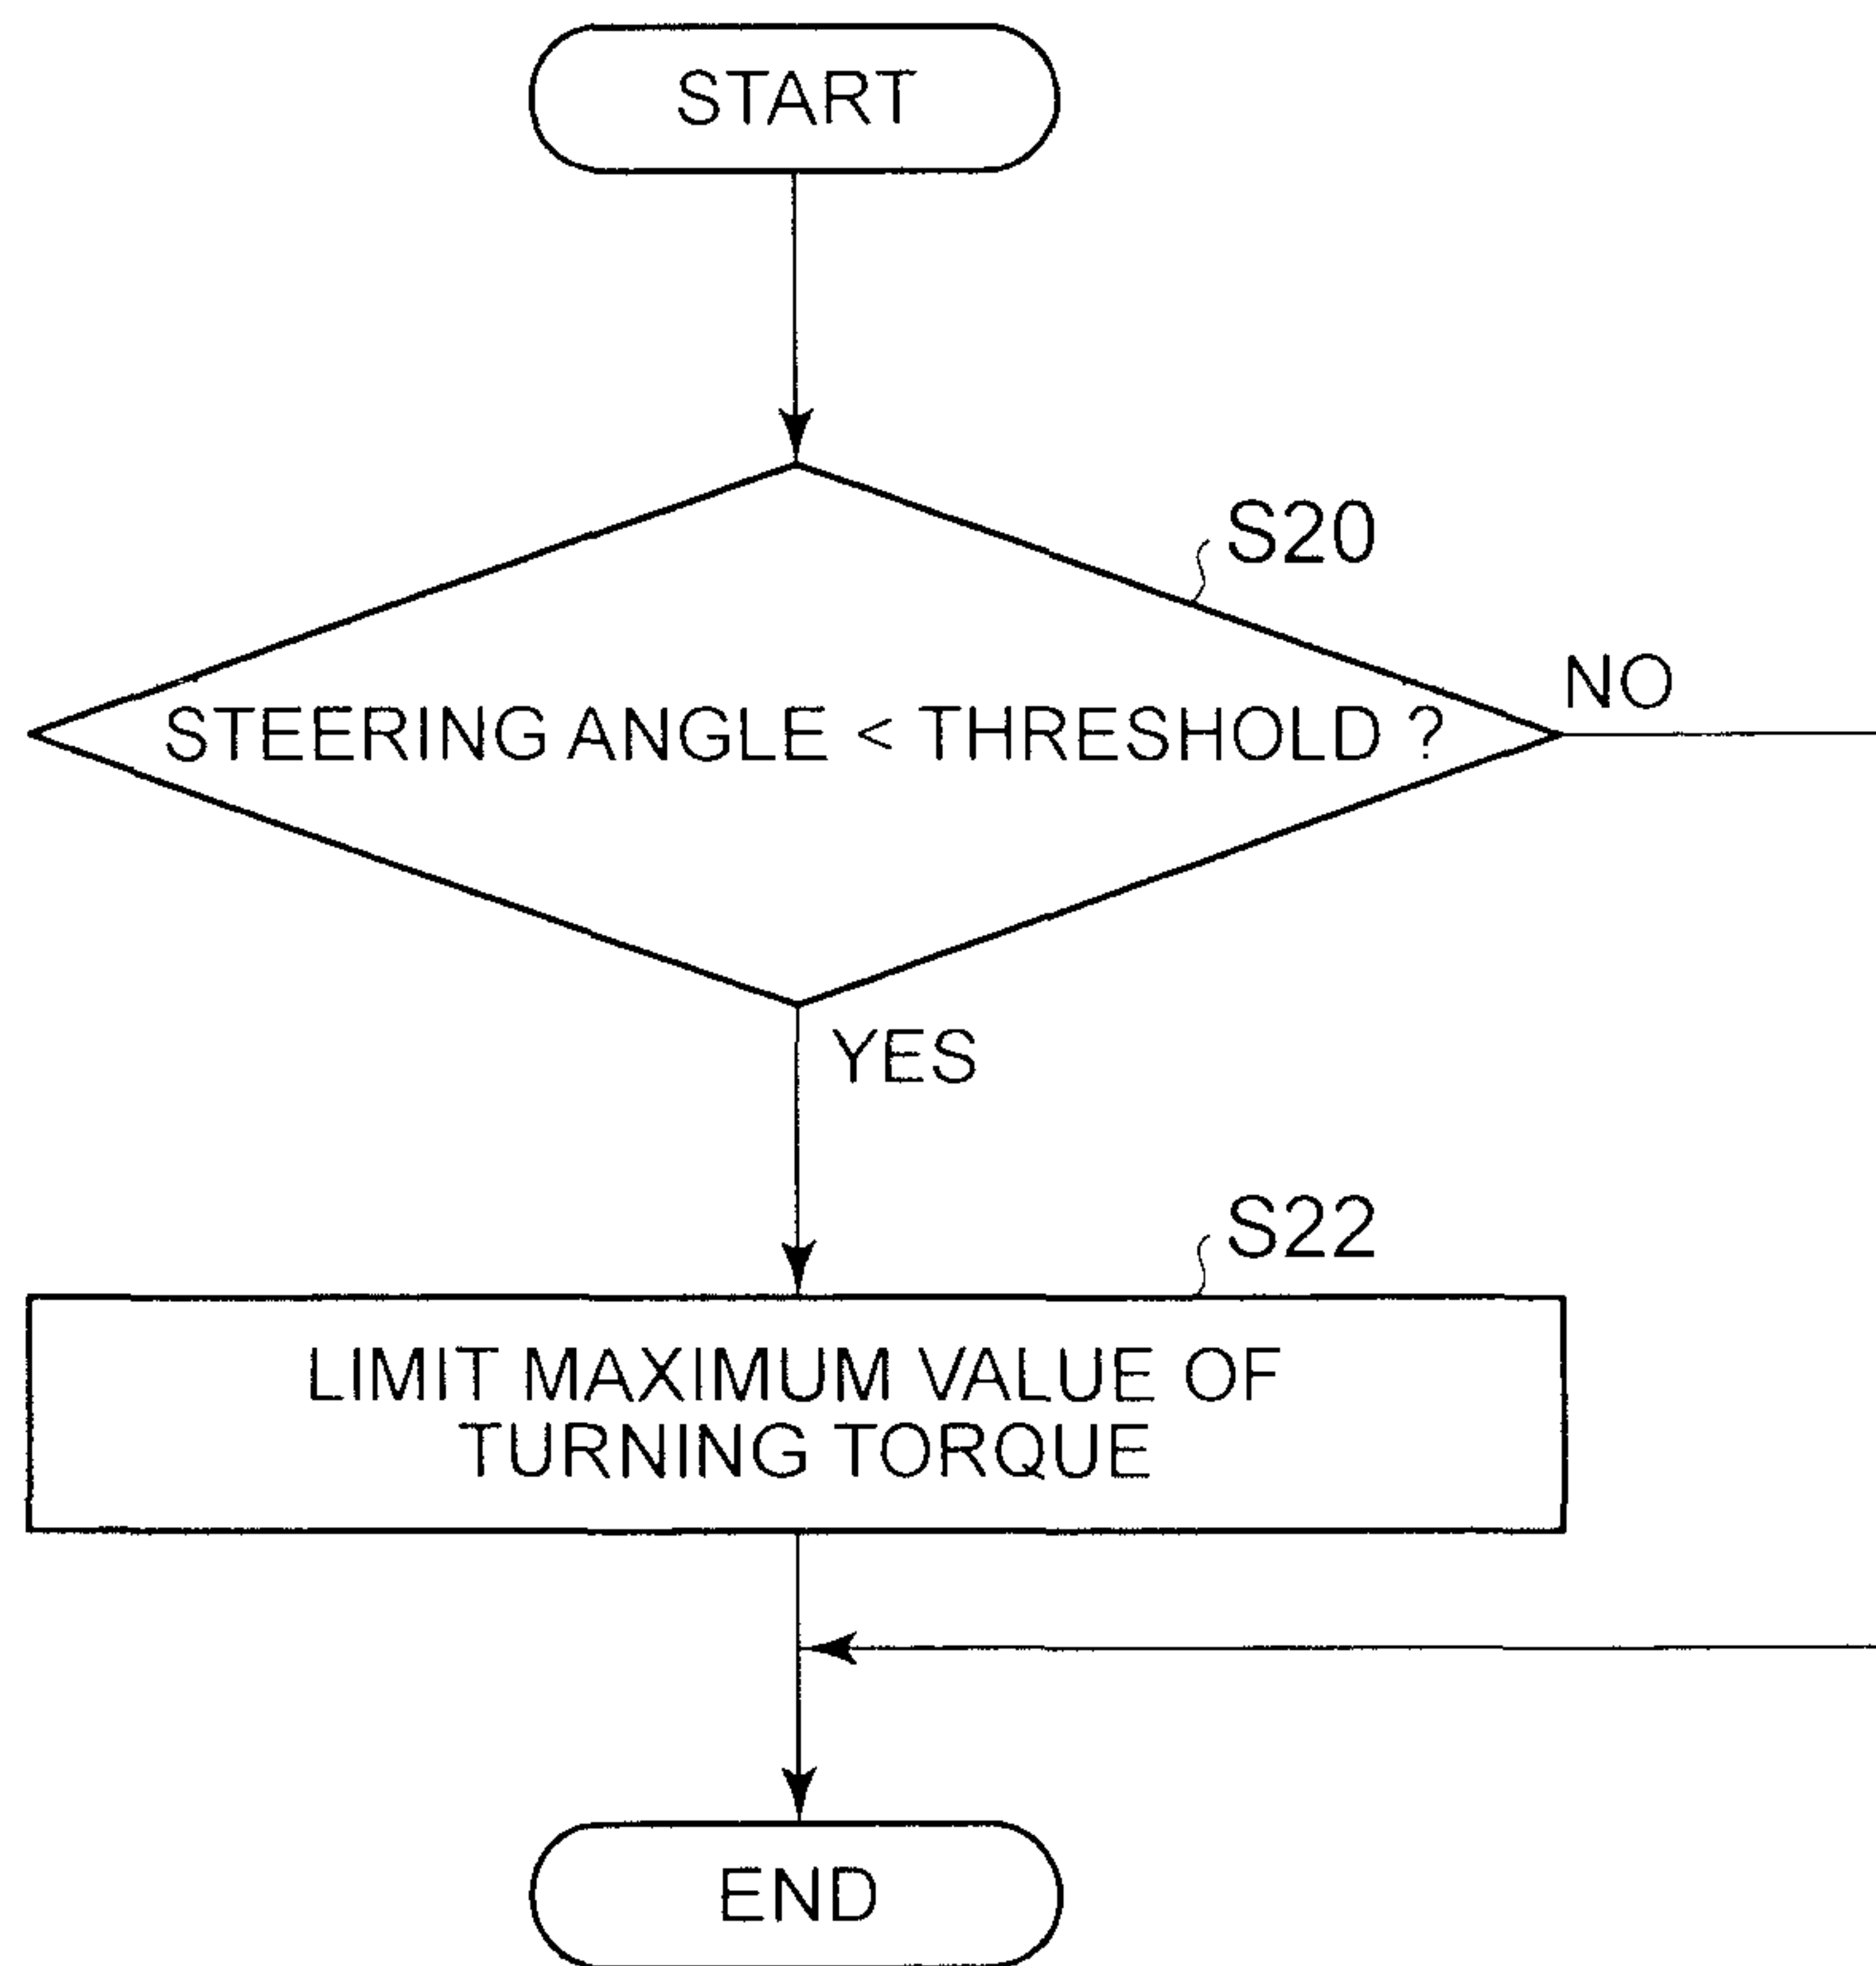 START
S20
STEERING ANGLE < THRESHOLD ?
NO
YES
S22
LIMIT MAXIMUM VALUE OF
TURNING TORQUE
END